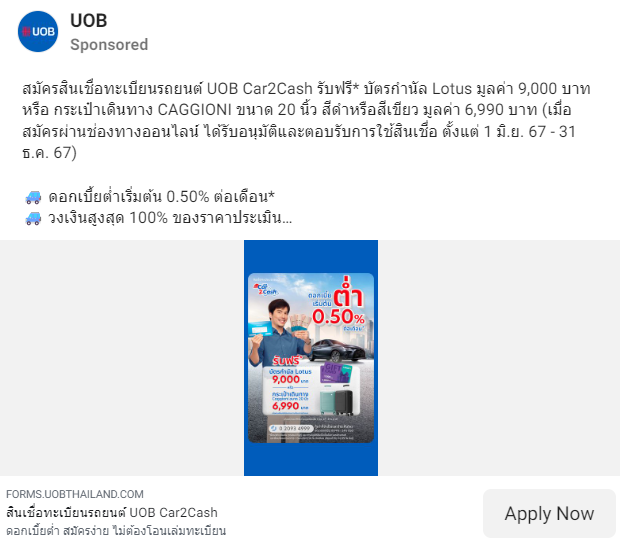 UOB
UOB
Sponsored
สมัครสินเชื่อทะเบียนรถยนต์ UOB Car2Cash รับฟรี* บัตรกำนัล Lotus มูลค่า 9,000 บาท
หรือ กระเป๋าเดินทาง CAGGIONI ขนาด 20 นิ้ว สีดำหรือสีเขียว มูลค่า 6,990 บาท (เมื่อ
สมัครผ่านช่องทางออนไลน์ ได้รับอนุมัติและตอบรับการใช้สินเชื่อ ตั้งแต่ 1 มิ.ย. 67 - 31
ธ.ค. 67)
ดอกเบี้ยต่ำเริ่มต้น 0.50% ต่อเดือน*
วงเงินสูงสุด 100% ของราคาประเมิน...
ดอกเบี้ย
เริ่มต้น
ต่ำ
0.50%
ต่อเดือน
รับฟรี
บัตรกำนัล Lotus
9,000 บาท
หรือ
กระเป๋าเดินทาง
6,990 บาท
FORMS.UOBTHAILAND.COM
สินเชื่อทะเบียนรถยนต์ UOB Car2Cash
ดอกเบี้ยต่ำ สมัครง่าย ไม่ต้องโอนเล่มทะเบียน
Apply Now